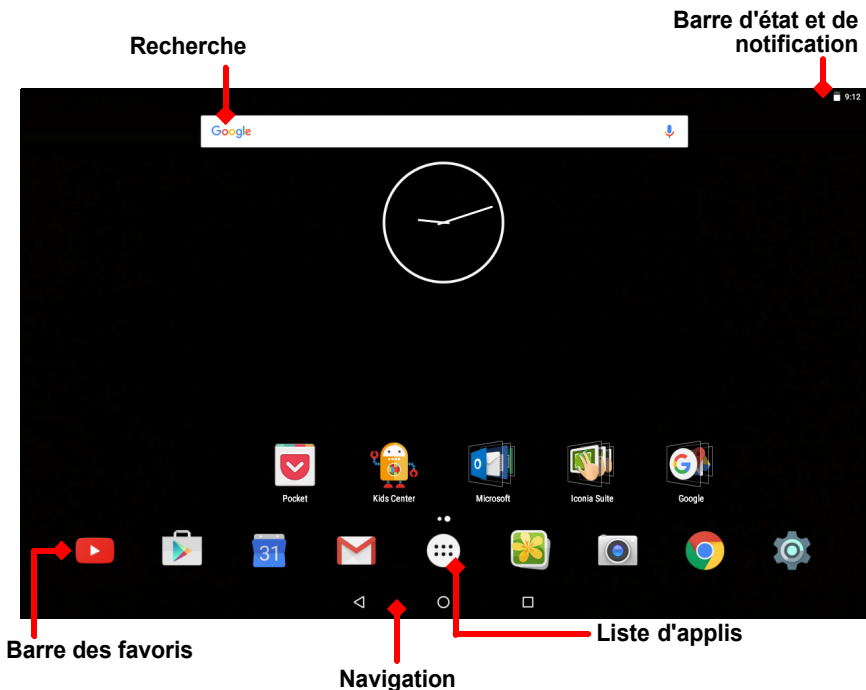 Barre d'état et de
notification
Recherche
9:12
Google
Pocket
Kids Center
Microsoft
Iconia Suite
Google
31
Liste d'applis
Barre des favoris
Navigation